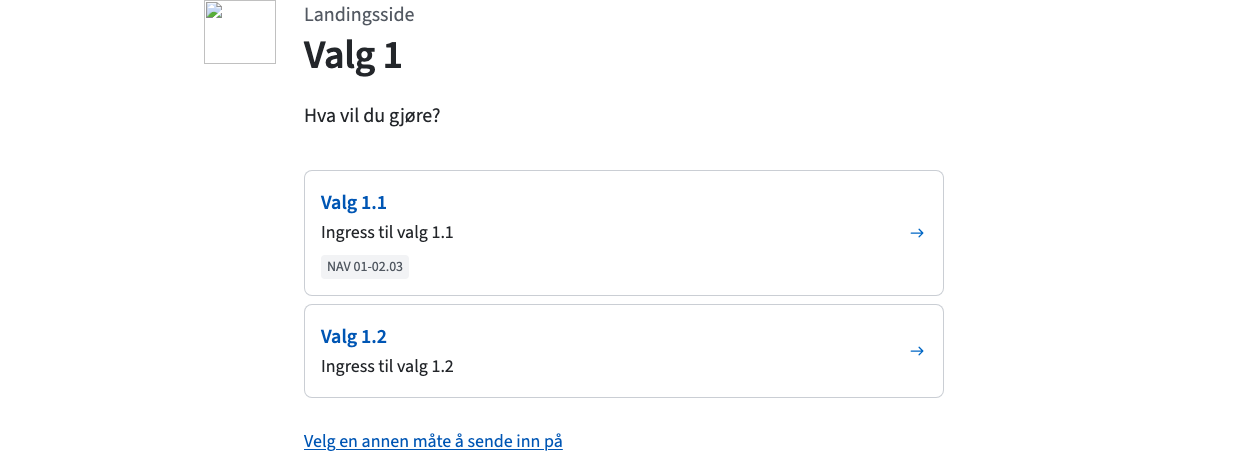 Landingsside
Valg 1
Hva vil du gjøre?
Valg 1.1
Ingress til valg 1.1
NAV 01-02.03
Valg 1.2
Ingress til valg 1.2
Velg en annen måte å sende inn på